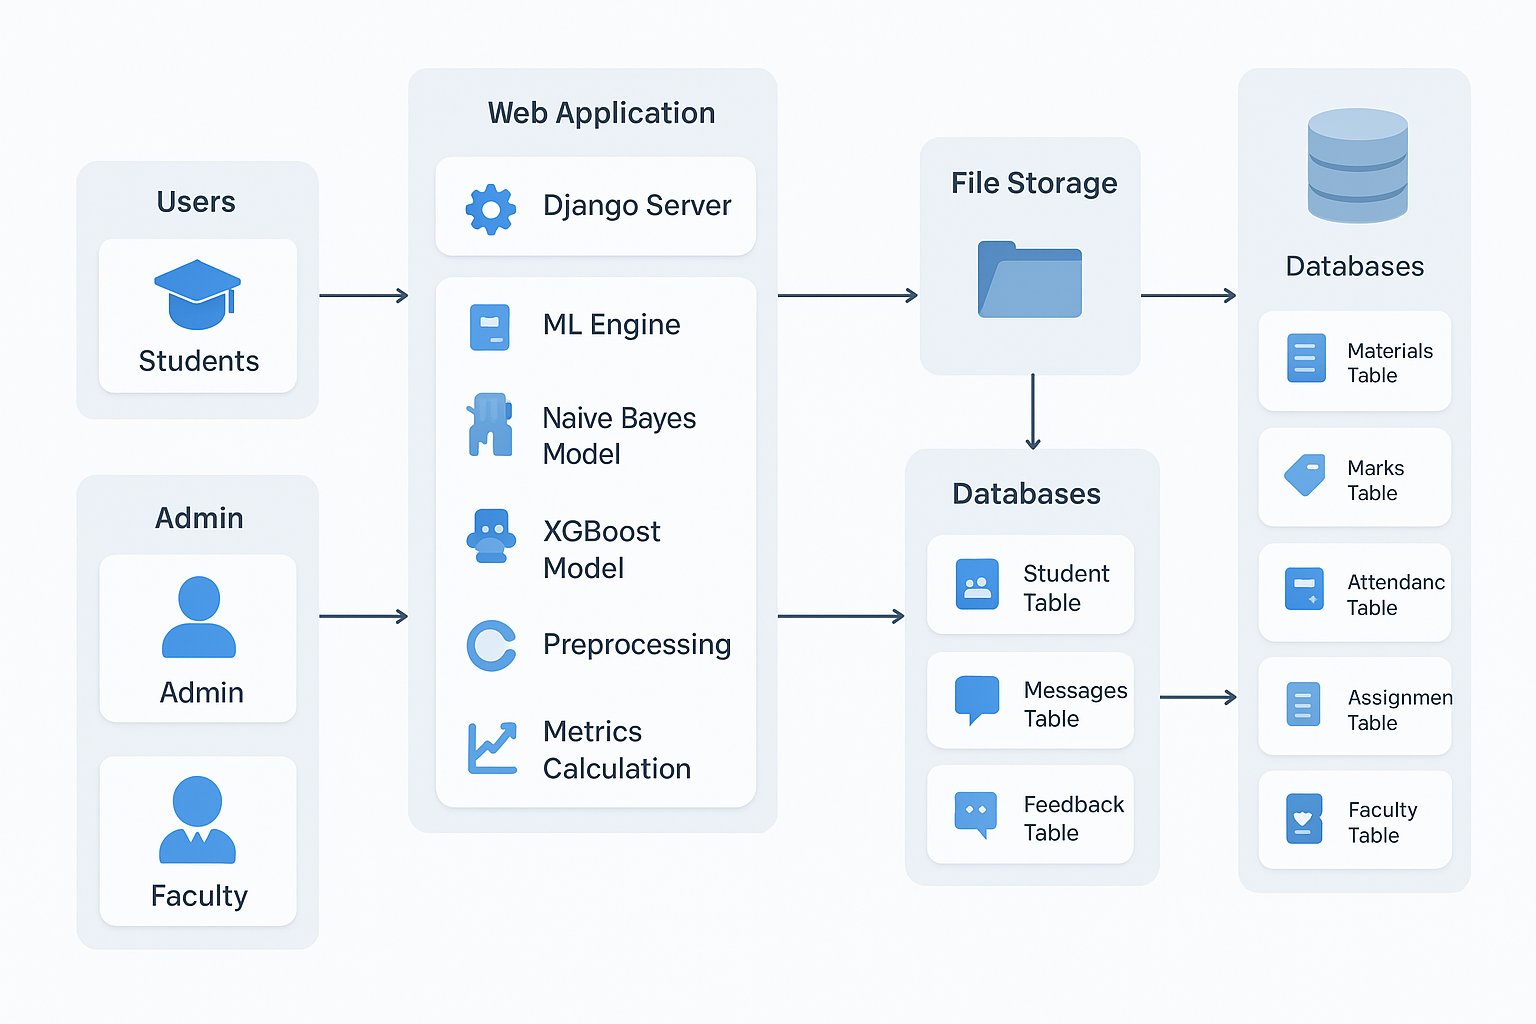 Users
Students
Admin
Admin
Faculty
Web Application
Django Server
ML Engine
Naive Bayes
Model
XGBoost
Model
Preprocessing
Metrics
Calculation
File Storage
Databases
Student
Table
Messages
Table
Feedback
Table
Databases
Materials
Table
Marks
Table
Attendanc
Table
Assignmen
Table
Faculty
Table